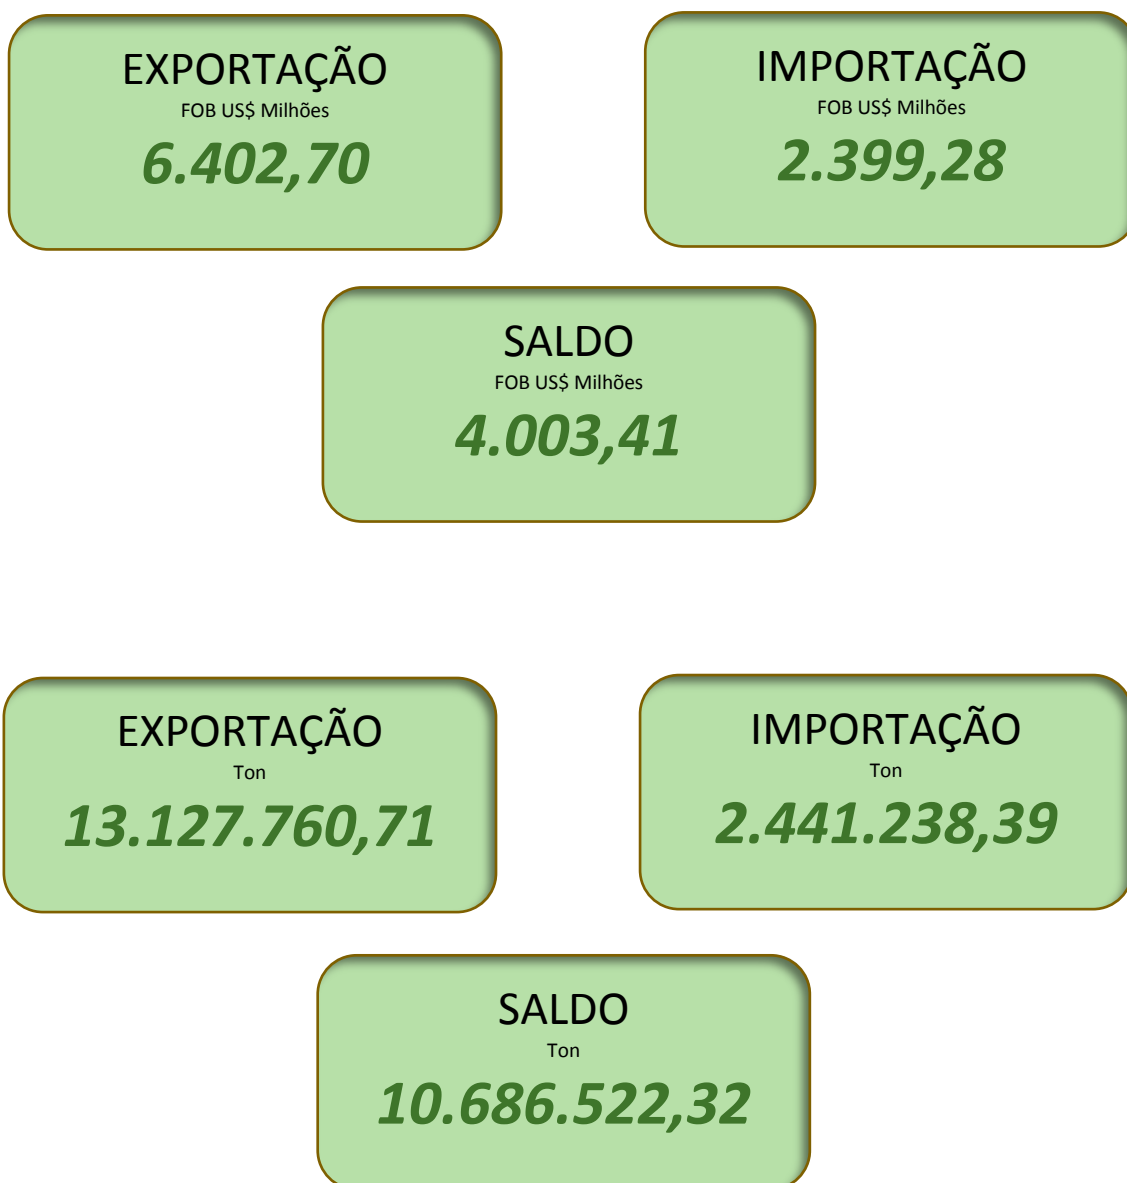 EXPORTAÇÃO
FOB US$ Milhões
6.402,70
IMPORTAÇÃO
FOB US$ Milhões
2.399,28
SALDO
FOB US$ Milhões
4.003,41
EXPORTAÇÃO
Ton
13.127.760,71
IMPORTAÇÃO
Ton
2.441.238,39
SALDO
Ton
10.686.522,32